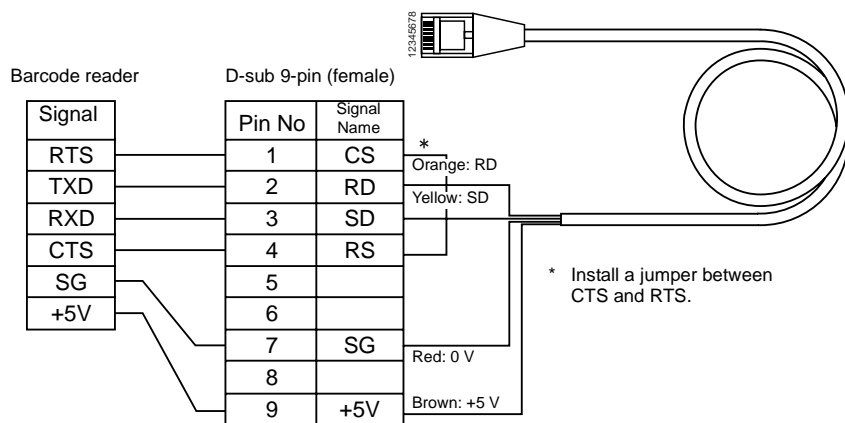 12345678
Barcode reader
D-sub 9-pin (female)
Signal
Pin No
Signal
Name
RTS 1 CS
TXD 2 RD
RXD 3 SD
CTS 4 RS
SG 5
+5V 6
7 SG
8
9 +5V
*
Orange: RD
Yellow: SD
Red: 0 V
Brown: +5 V
* Install a jumper between
CTS and RTS.